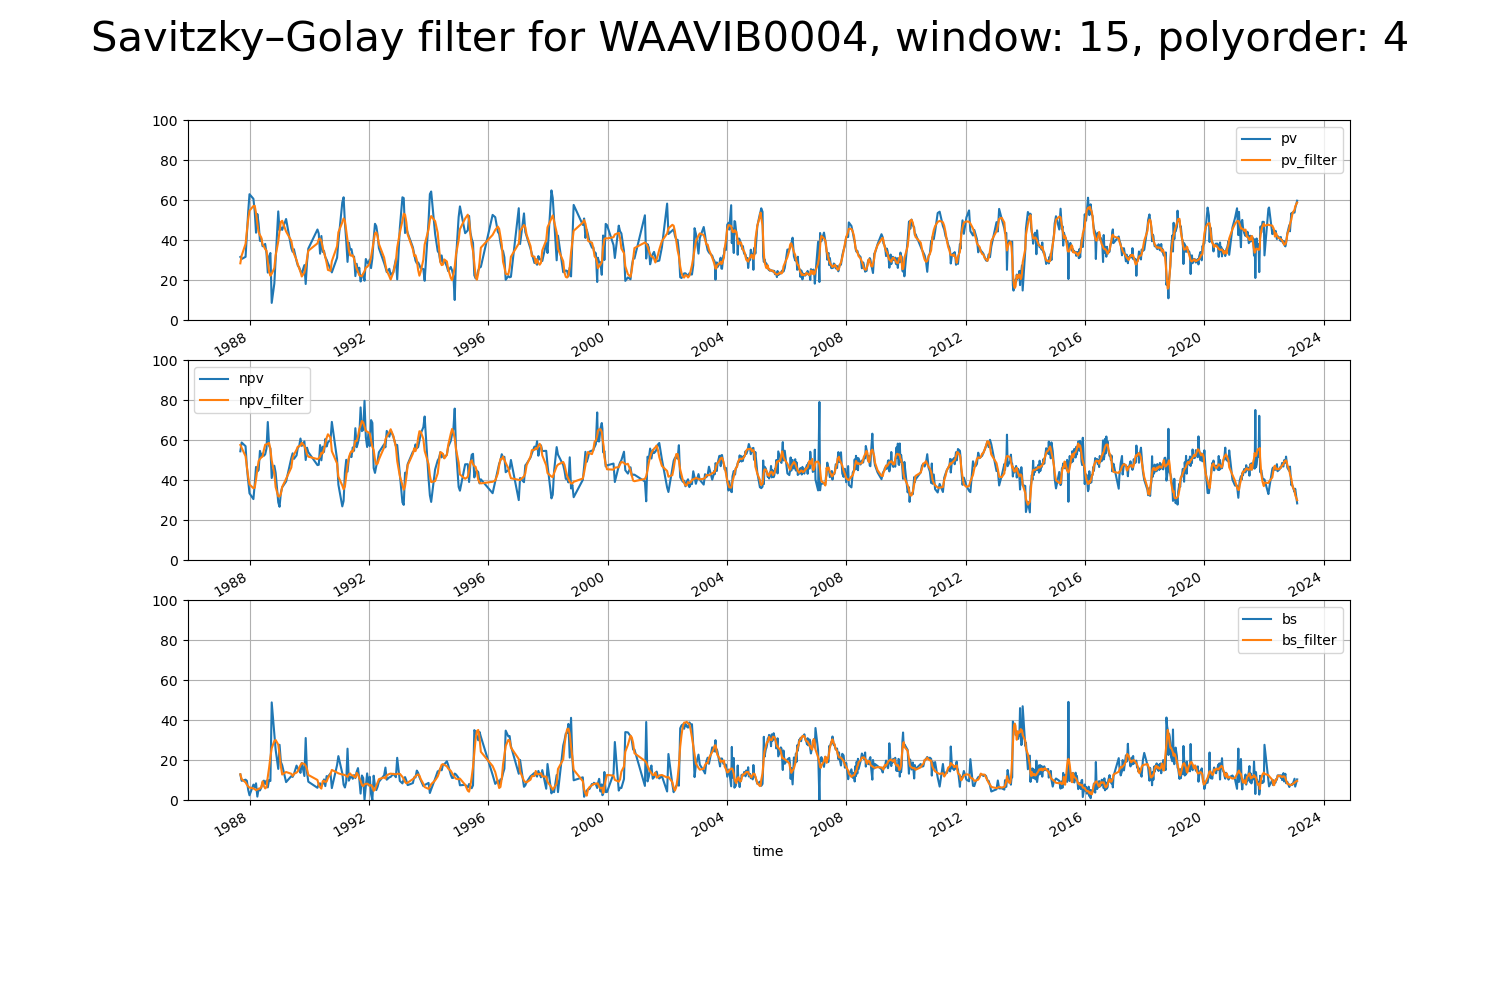 Savitzky–Golay filter for WAAVIB0004, window: 15, polyorder: 4
100
80
60
40
20
0
pv
pv_filter
1988 1992 1996 2000 2004 2008 2012 2016 2020 2024
100
80
60
40
20
0
npv
npv_filter
1988 1992 1996 2000 2004 2008 2012 2016 2020 2024
100
80
60
40
20
0
bs
bs_filter
1988 1992 1996 2000 2004 2008 2012 2016 2020 2024
time